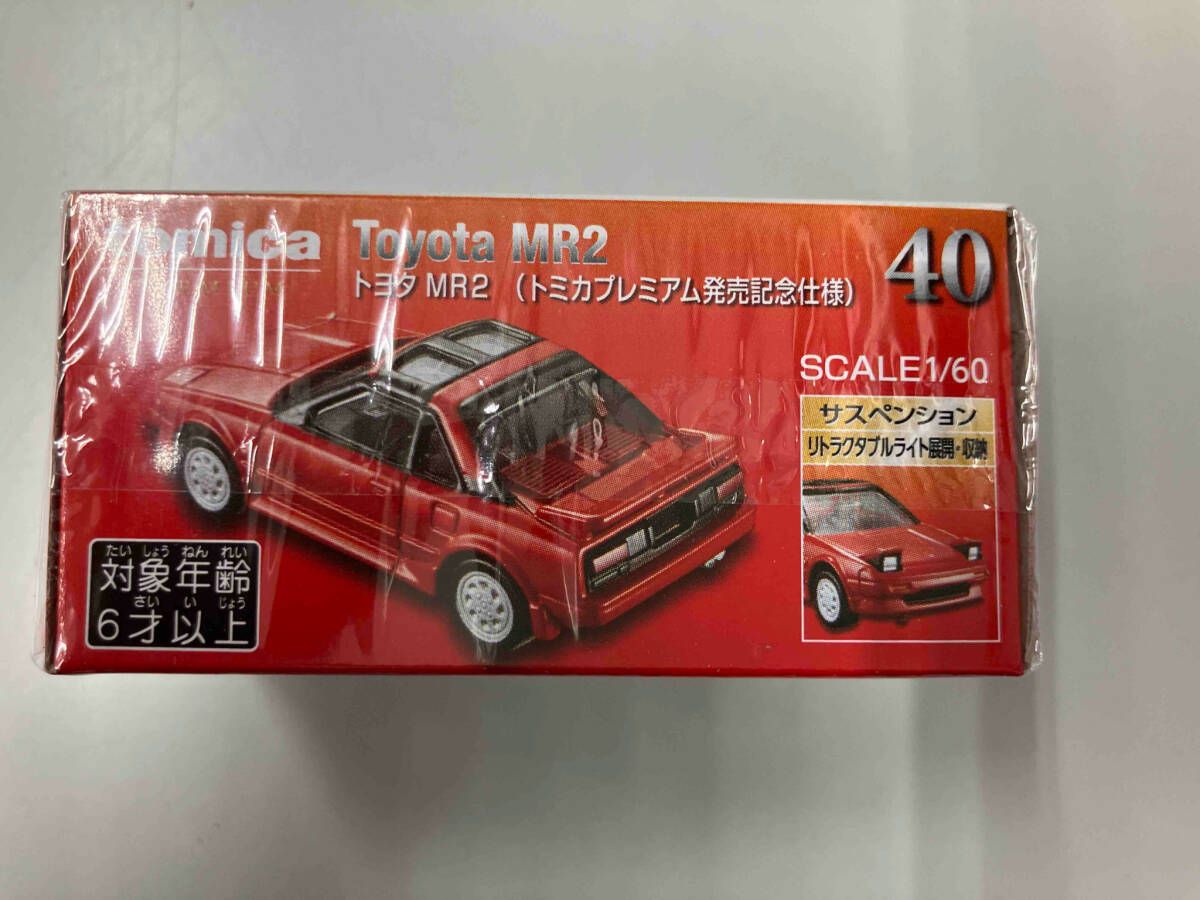 tomica Toyota MR2 40
PREMIUM
トヨタ MR2 (トミカプレミアム発売記念仕様)
SCALE1/60
サスペンション
リトラクタブルライト展開・収納
たい しょう ねん れい
対象年齢
さい い じょう
6才以上